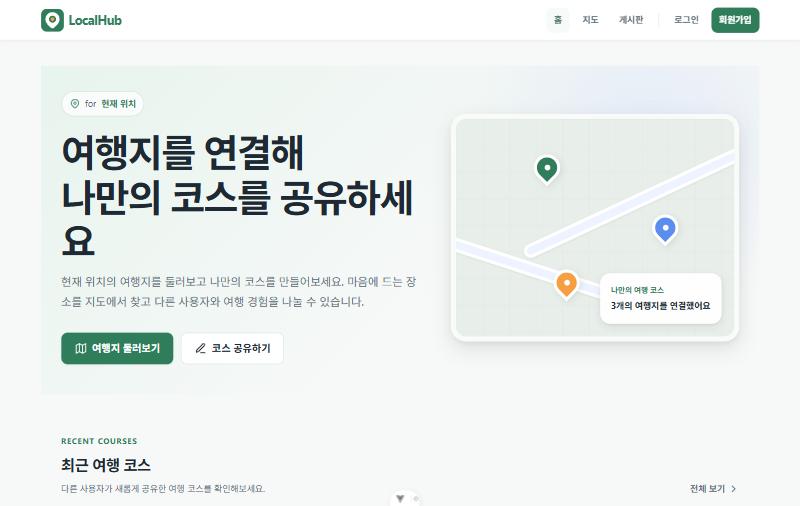 LocalHub
홈 지도 게시판 로그인 회원가입
for 현재 위치
여행지를 연결해
나만의 코스를 공유하세
요
현재 위치의 여행지를 둘러보고 나만의 코스를 만들어보세요. 마음에 드는 장
소를 지도에서 찾고 다른 사용자와 여행 경험을 나눌 수 있습니다.
여행지 둘러보기 코스 공유하기
나만의 여행 코스
3개의 여행지를 연결했어요
RECENT COURSES
최근 여행 코스
다른 사용자가 새롭게 공유한 여행 코스를 확인해보세요.
전체 보기